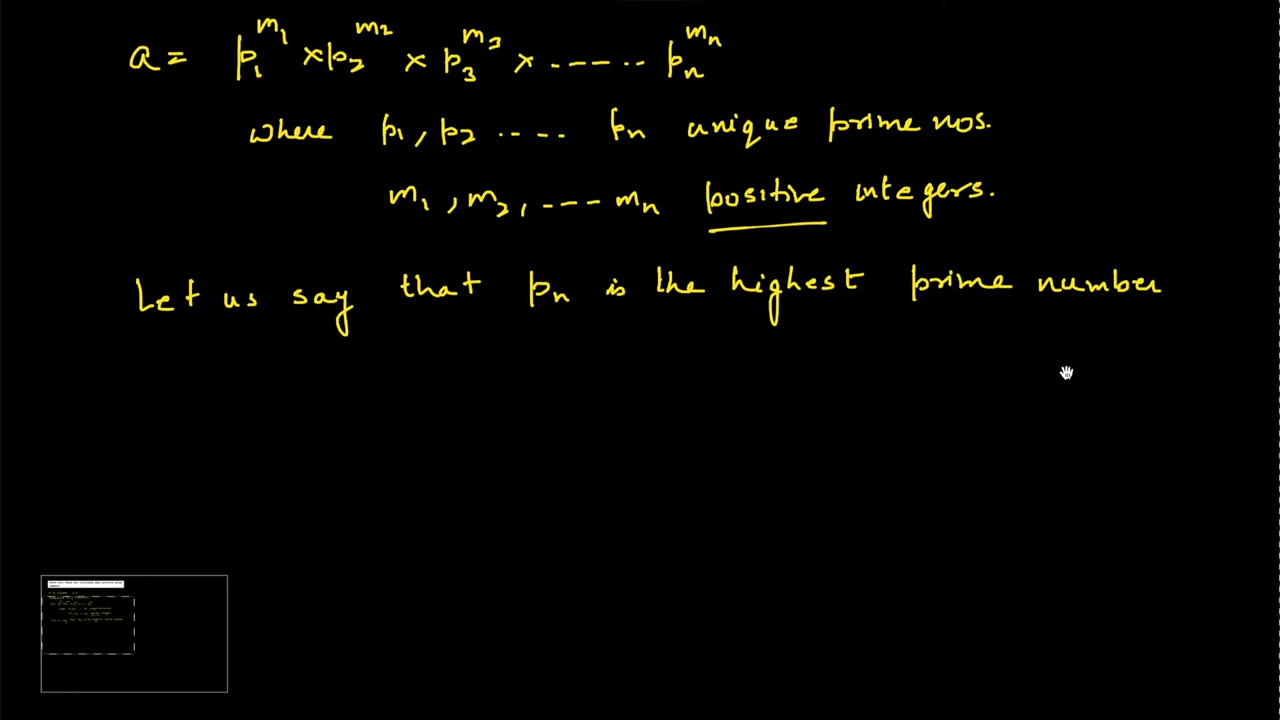 a = p₁^m₁ × p₂^m₂ × p₃^m₃ × ------ pₙ^mₙ
where p₁, p₂ ---- pₙ unique prime nos.
m₁, m₂, --- mₙ positive integers.
Let us say that pₙ is the highest prime number